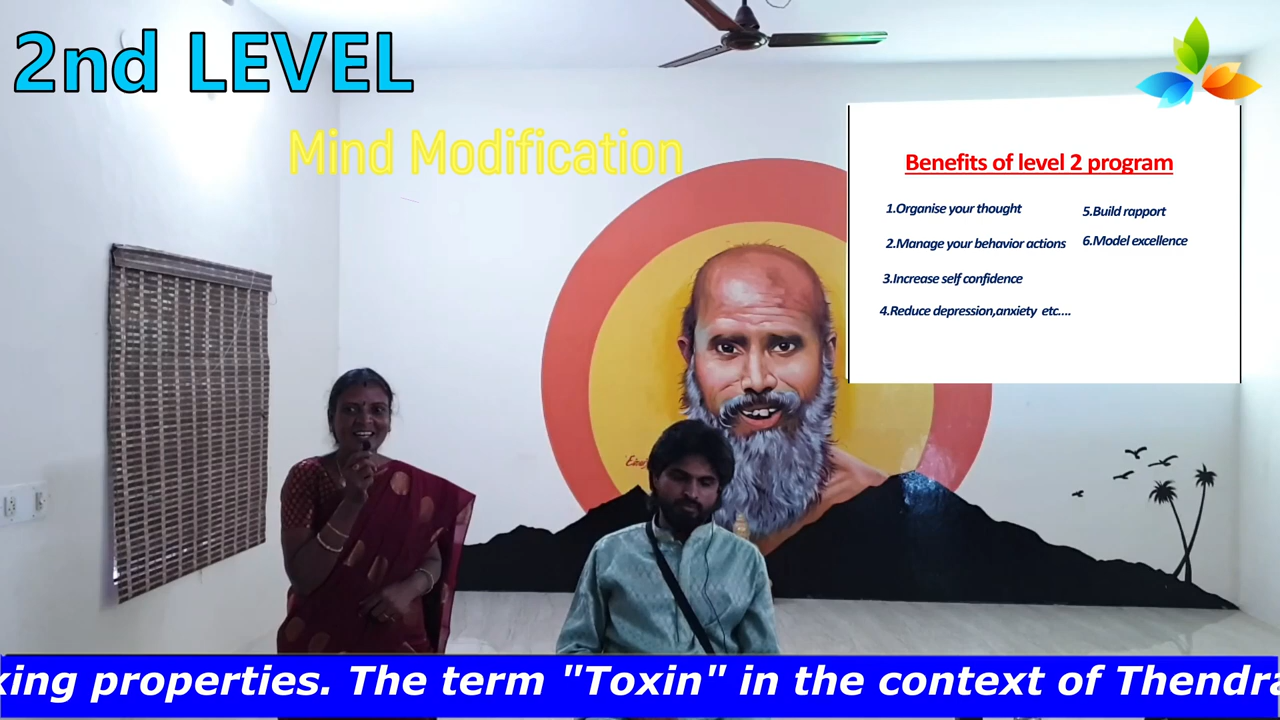 2nd LEVEL
Mind Modification
Benefits of level 2 program
1.Organise your thought
2.Manage your behavior actions
3.Increase self confidence
4.Reduce depression,anxiety etc....
5.Build rapport
6.Model excellence
properties. The term "Toxin" in the context of